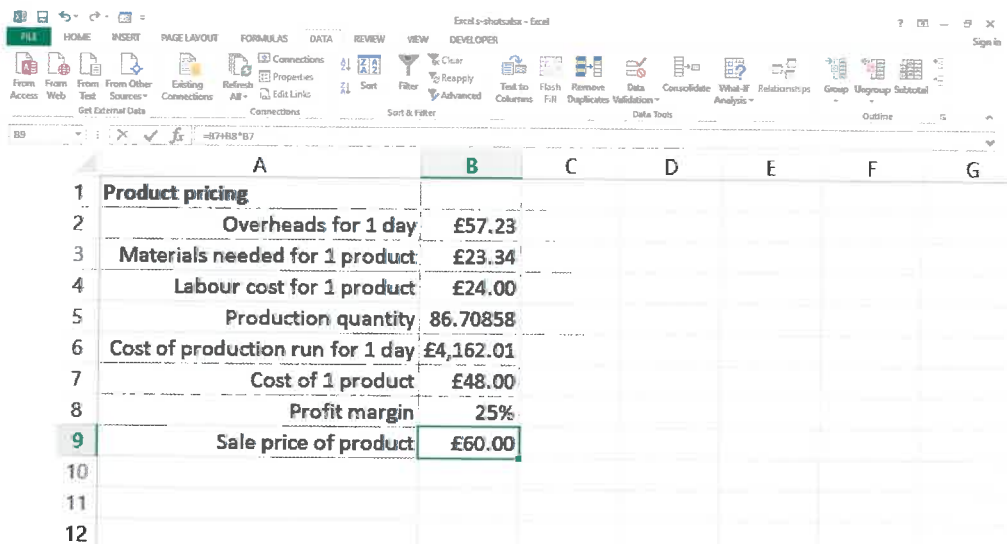 Excel s-shots.xlsx - Excel
Sign in
FILE HOME INSERT PAGE LAYOUT FORMULAS DATA REVIEW VIEW DEVELOPER
From Access From Web From Text From Other Sources Existing Connections Refresh All Connections Properties Edit Links Sort Filter Clear Reapply Advanced Text to Columns Flash Fill Remove Duplicates Data Validation Consolidate What-If Analysis Relationships Group Ungroup Subtotal
Get External Data Connections Sort & Filter Data Tools Outline
B9 fx =B7+B8*B7
A B C D E F G
1 Product pricing
2 Overheads for 1 day £57.23
3 Materials needed for 1 product £23.34
4 Labour cost for 1 product £24.00
5 Production quantity 86.70858
6 Cost of production run for 1 day £4,162.01
7 Cost of 1 product £48.00
8 Profit margin 25%
9 Sale price of product £60.00
10
11
12